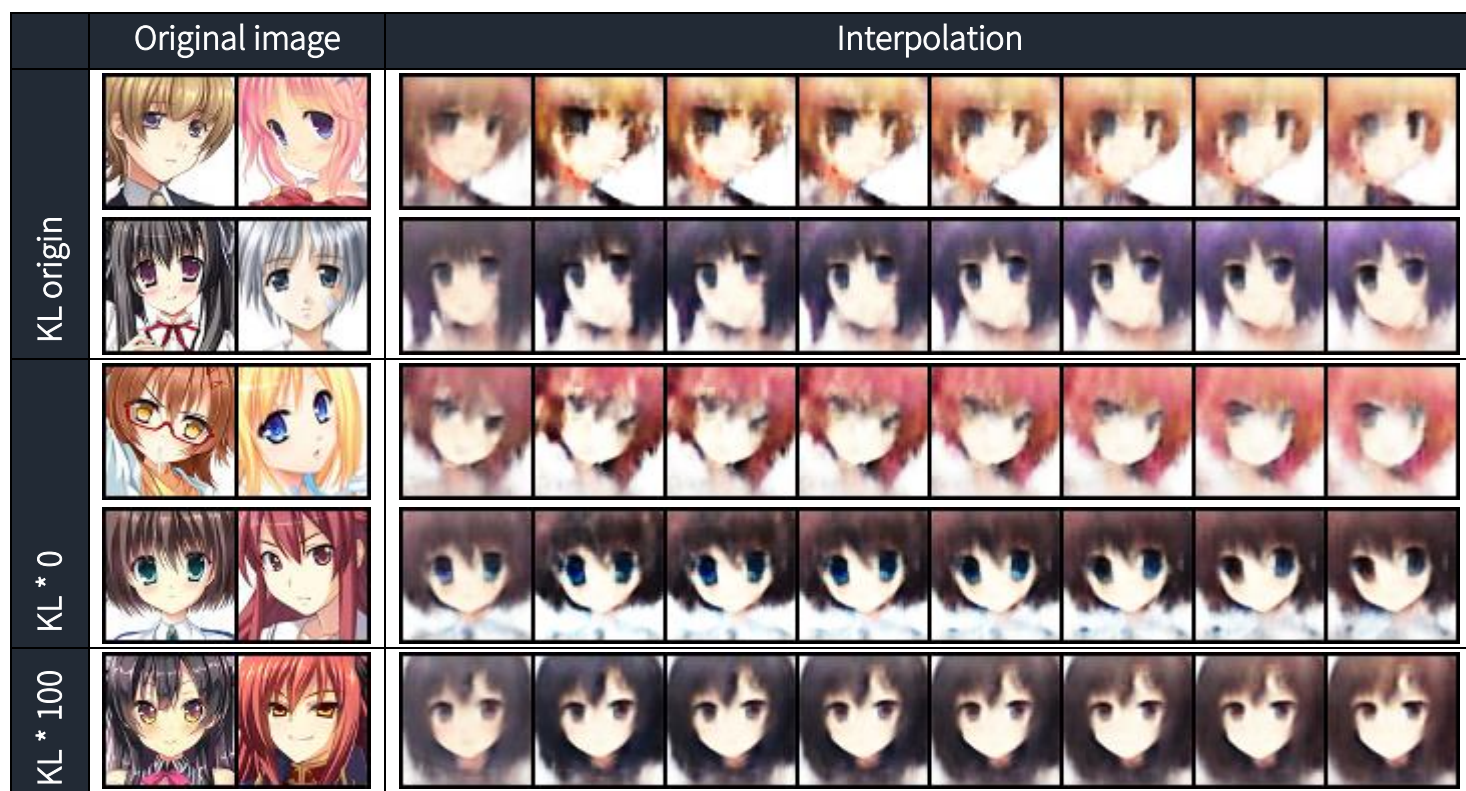 Original image
Interpolation
KL origin
KL * 0
KL * 100